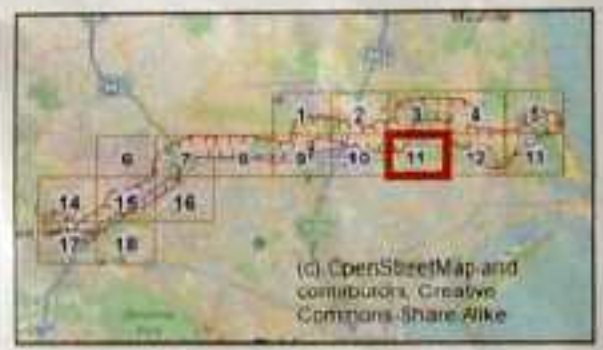 1 2 3 4 5
6 7 8 9 10 11 12 13
14 15 16
17 18
(c) OpenStreetMap and
contributors, Creative
Commons-Share Alike